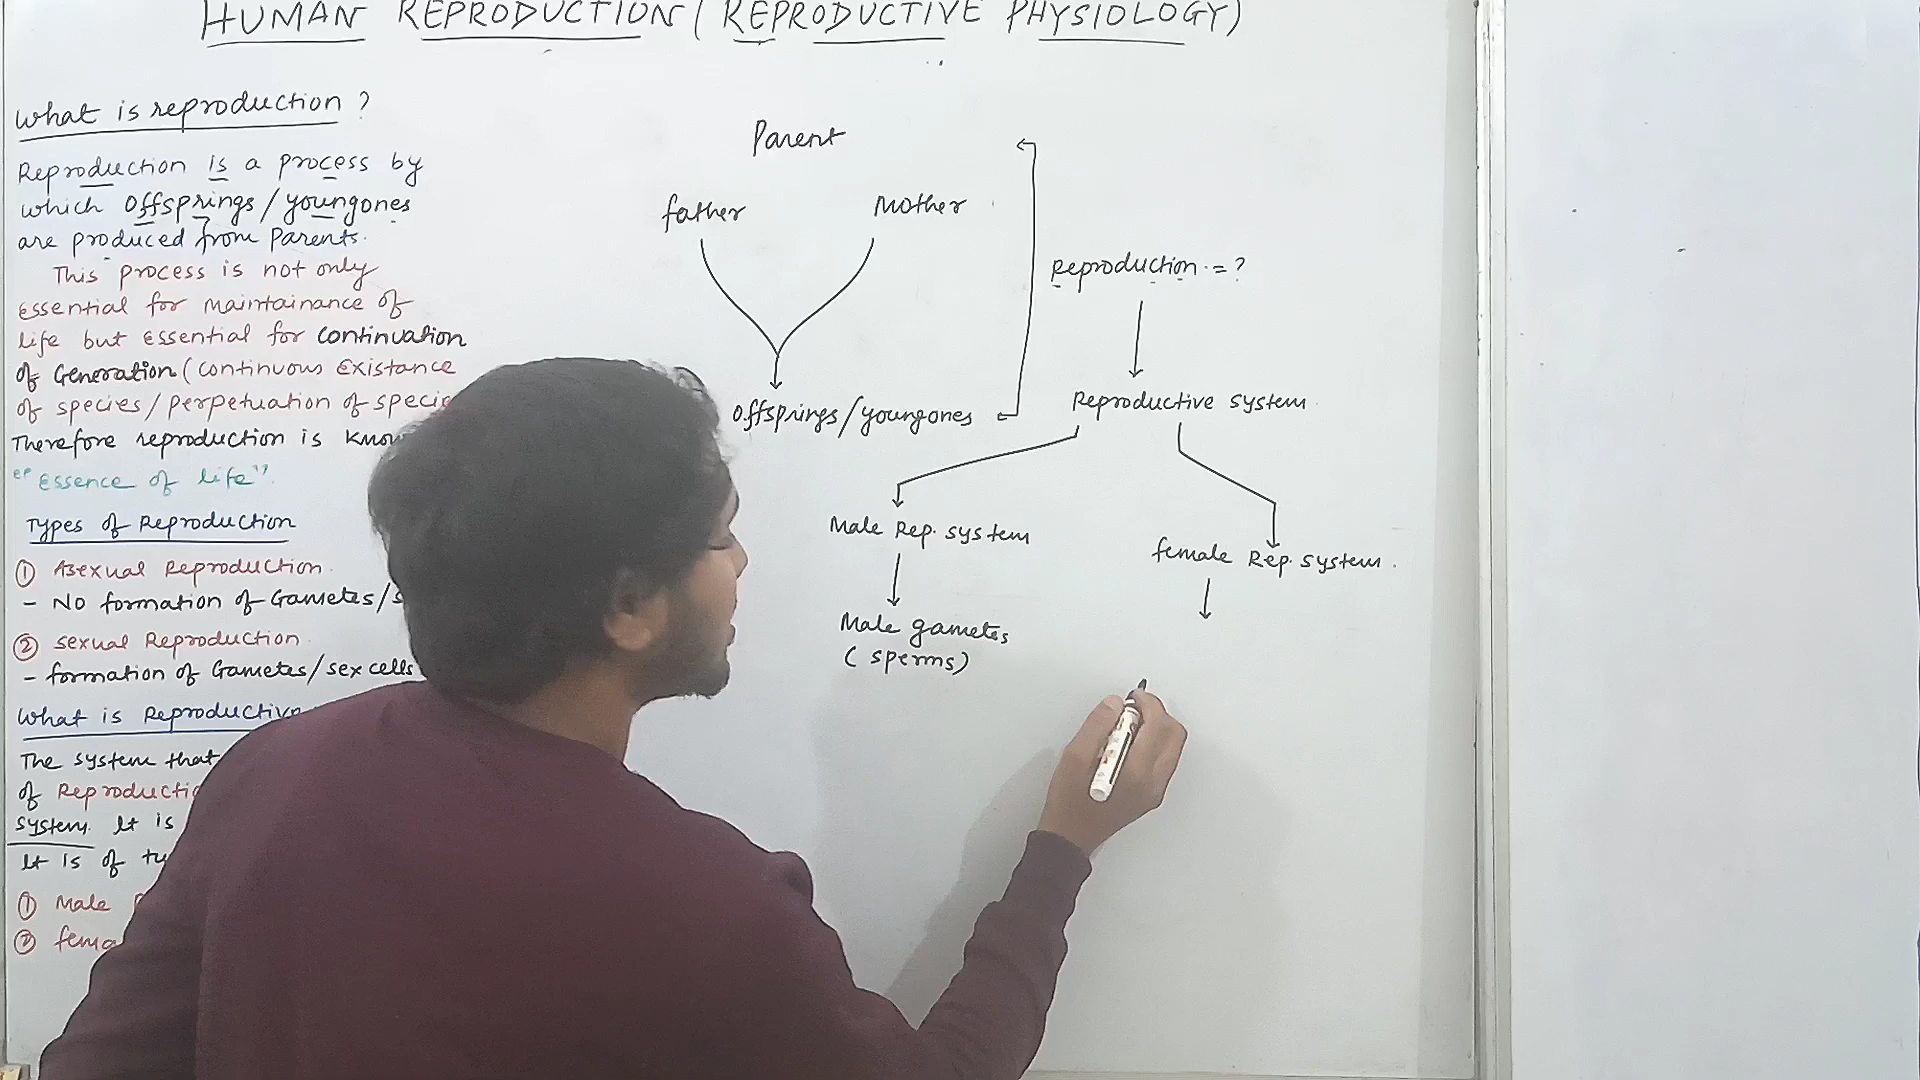 HUMAN REPRODUCTION (REPRODUCTIVE PHYSIOLOGY)
What is reproduction?
Reproduction is a process by
which offsprings/youngones
are produced from Parents.
This process is not only
essential for maintainance of
life but essential for continuation
of Generation (continuous existance
of species/perpetuation of
Therefore reproduction is
"Essence of life".
Types of Reproduction
① Asexual Reproduction
- No formation of Gametes/
② sexual Reproduction
- formation of Gametes/sex cells
What is Reproductive
The system that
of
system. It is
It is of
① Male
②
Parent
father Mother
offsprings/youngones
Reproduction = ?
Reproductive system
Male Rep. system
female Rep. system.
Male gametes
(sperms)